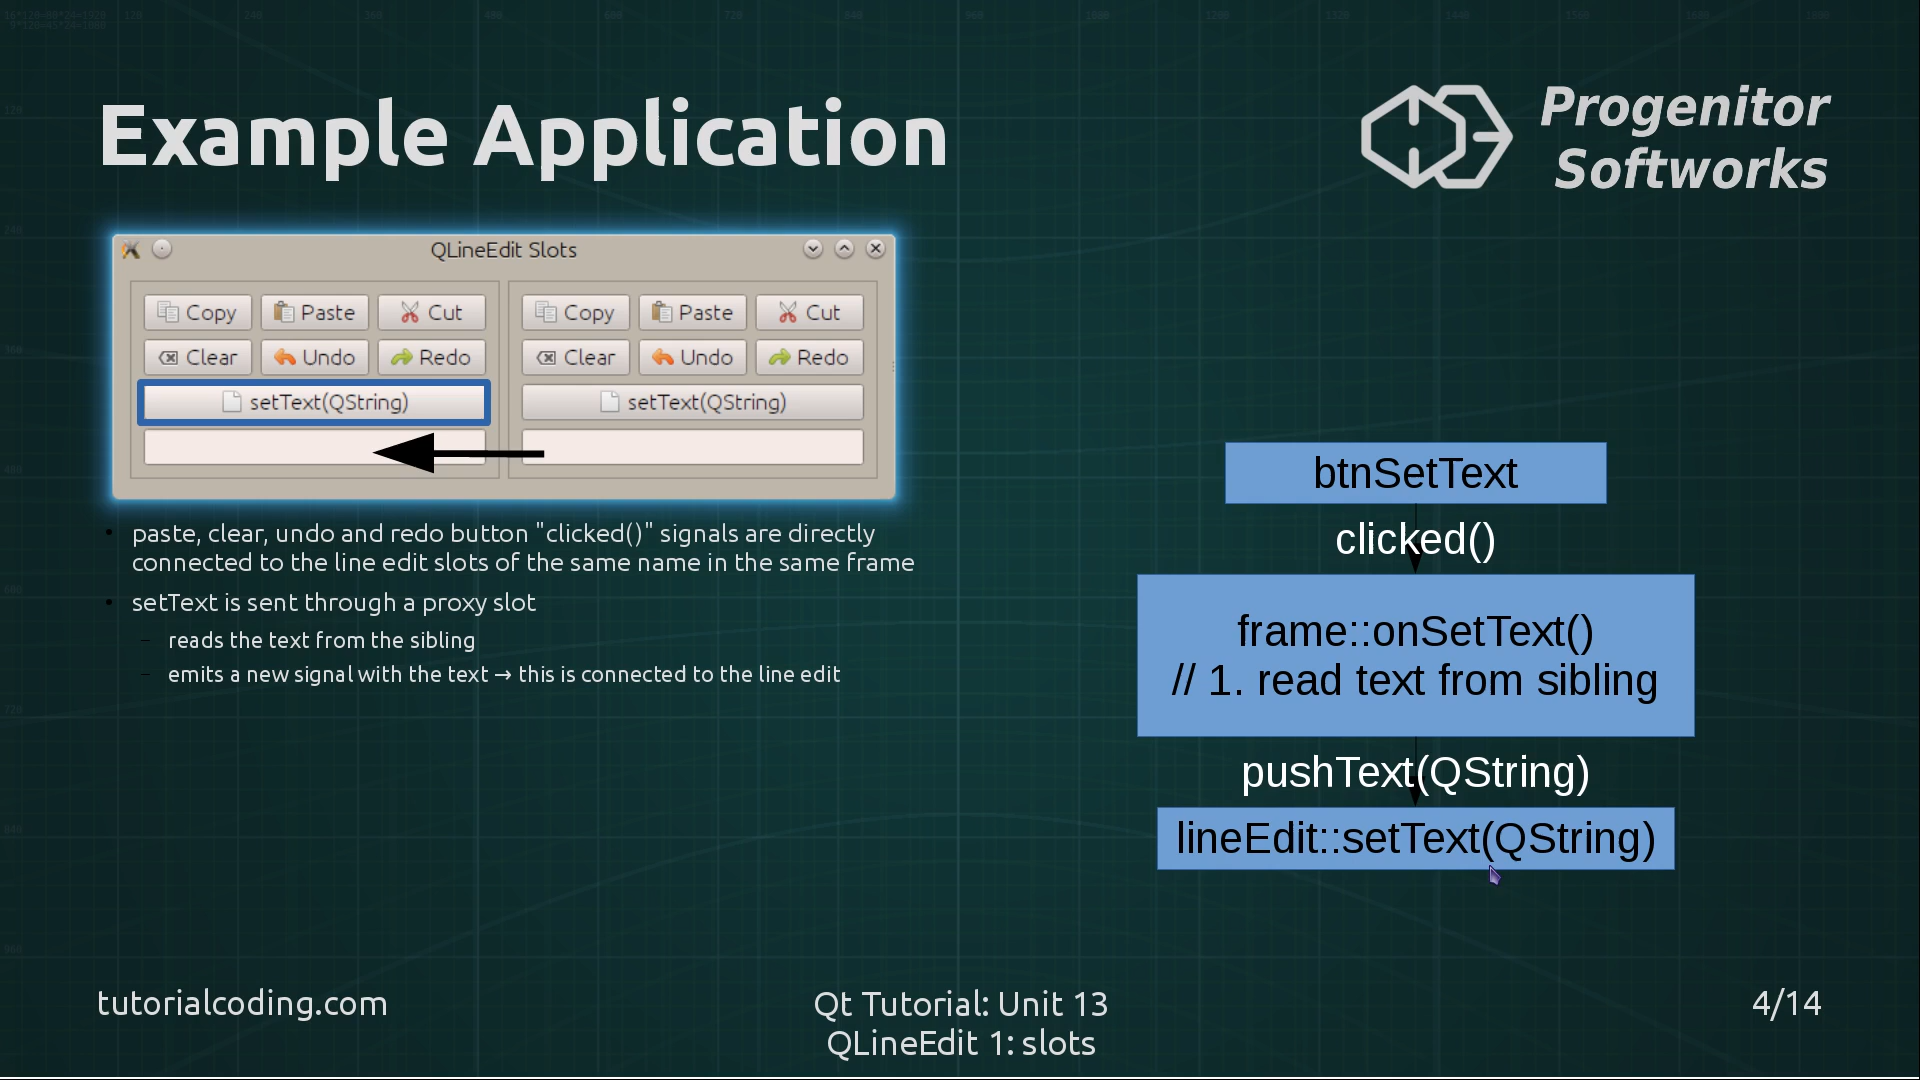 Example Application
Progenitor
Softworks
QLineEdit Slots
Copy Paste Cut Copy Paste Cut
Clear Undo Redo Clear Undo Redo
setText(QString) setText(QString)
• paste, clear, undo and redo button "clicked()" signals are directly
connected to the line edit slots of the same name in the same frame
• setText is sent through a proxy slot
– reads the text from the sibling
– emits a new signal with the text → this is connected to the line edit
btnSetText
clicked()
frame::onSetText()
// 1. read text from sibling
pushText(QString)
lineEdit::setText(QString)
tutorialcoding.com
Qt Tutorial: Unit 13
QLineEdit 1: slots
4/14